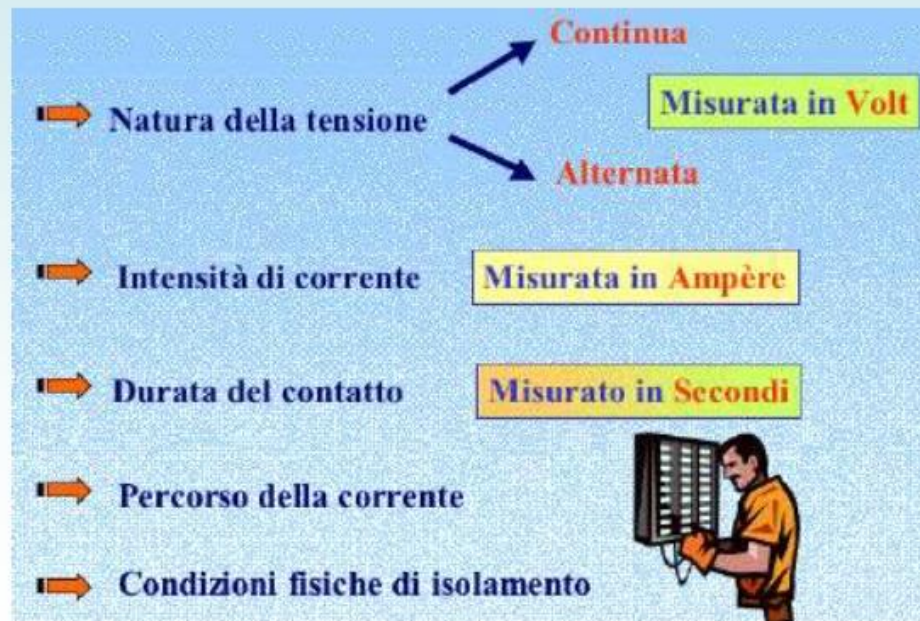 Continua
Natura della tensione
Misurata in Volt
Alternata
Intensità di corrente
Misurata in Ampère
Durata del contatto
Misurato in Secondi
Percorso della corrente
Condizioni fisiche di isolamento